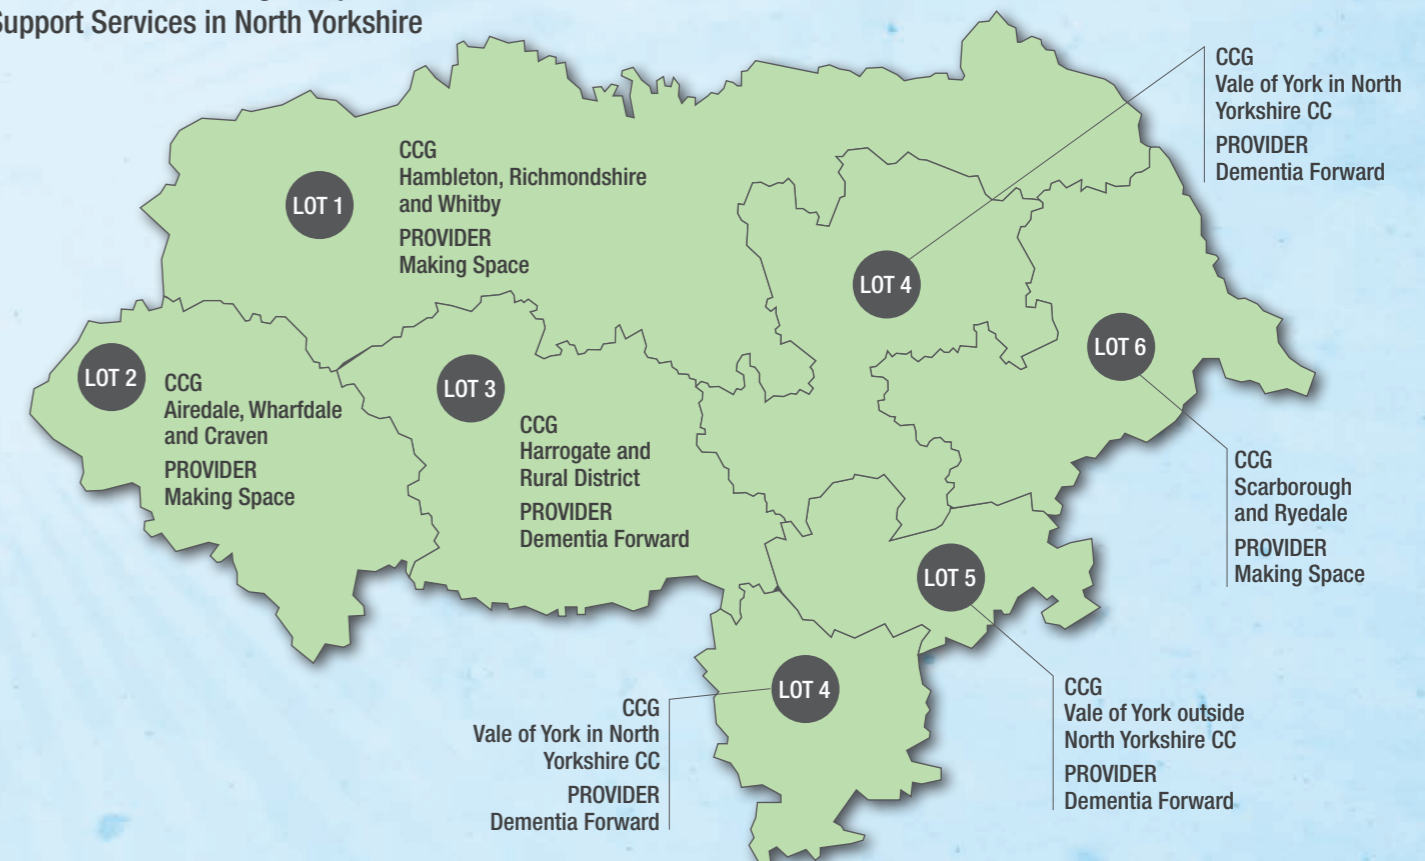 Support Services in North Yorkshire
LOT 1
CCG
Hambleton, Richmondshire
and Whitby
PROVIDER
Making Space
LOT 2
CCG
Airedale, Wharfdale
and Craven
PROVIDER
Making Space
LOT 3
CCG
Harrogate and
Rural District
PROVIDER
Dementia Forward
LOT 4
CCG
Vale of York in North
Yorkshire CC
PROVIDER
Dementia Forward
LOT 6
CCG
Scarborough
and Ryedale
PROVIDER
Making Space
LOT 5
CCG
Vale of York outside
North Yorkshire CC
PROVIDER
Dementia Forward
LOT 4
CCG
Vale of York in North
Yorkshire CC
PROVIDER
Dementia Forward